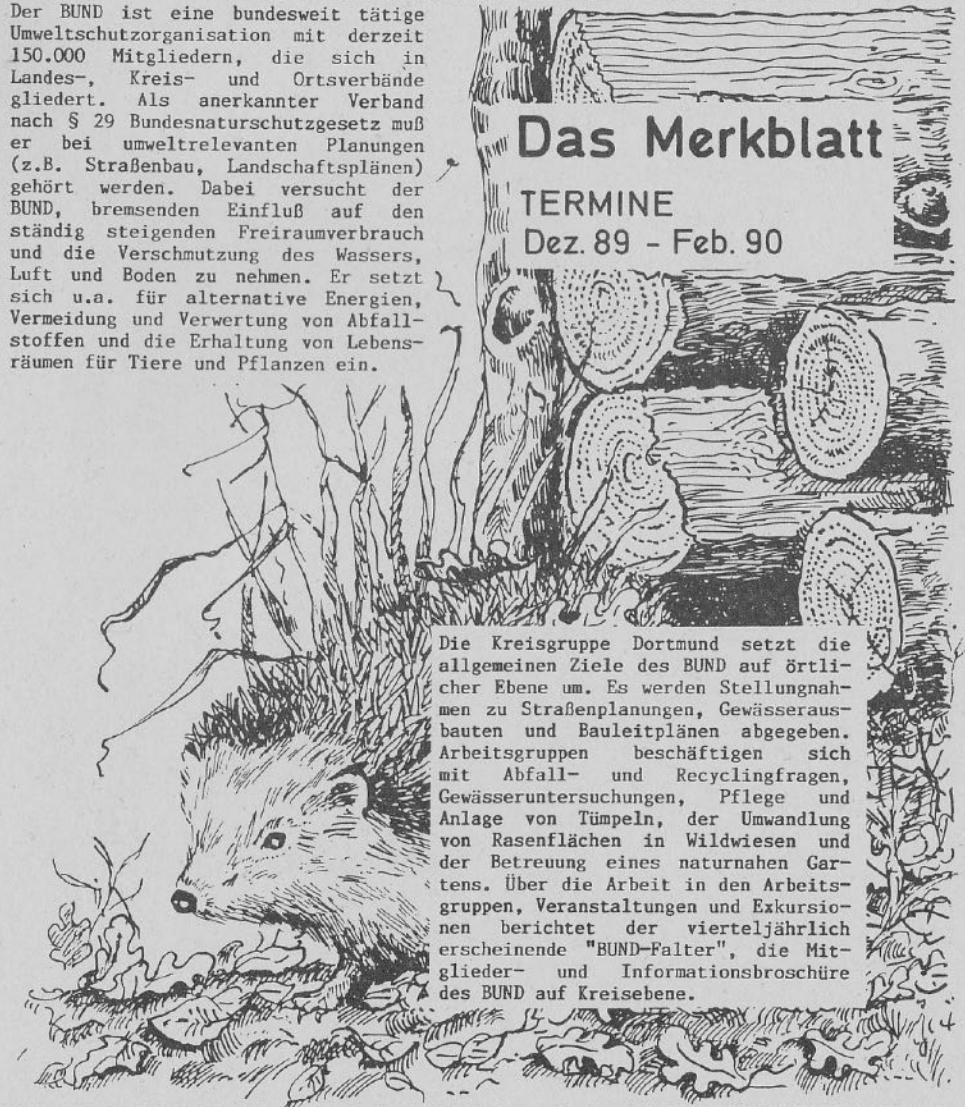 Der BUND ist eine bundesweit tätige
Umweltschutzorganisation mit derzeit
150.000 Mitgliedern, die sich in
Landes-, Kreis- und Ortsverbände
gliedert. Als anerkannter Verband
nach § 29 Bundesnaturschutzgesetz muß
er bei umweltrelevanten Planungen
(z.B. Straßenbau, Landschaftsplänen)
gehört werden. Dabei versucht der
BUND, bremsenden Einfluß auf den
ständig steigenden Freiraumverbrauch
und die Verschmutzung des Wassers,
Luft und Boden zu nehmen. Er setzt
sich u.a. für alternative Energien,
Vermeidung und Verwertung von Abfall-
stoffen und die Erhaltung von Lebens-
räumen für Tiere und Pflanzen ein.
Das Merkblatt
TERMINE
Dez. 89 - Feb. 90
Die Kreisgruppe Dortmund setzt die
allgemeinen Ziele des BUND auf örtli-
cher Ebene um. Es werden Stellungnah-
men zu Straßenplanungen, Gewässeraus-
bauten und Bauleitplänen abgegeben.
Arbeitsgruppen beschäftigen sich
mit Abfall- und Recyclingfragen,
Gewässeruntersuchungen, Pflege und
Anlage von Tümpeln, der Umwandlung
von Rasenflächen in Wildwiesen und
der Betreuung eines naturnahen Gar-
tens. Über die Arbeit in den Arbeits-
gruppen, Veranstaltungen und Exkursio-
nen berichtet der vierteljährlich
erscheinende "BUND-Falter", die Mit-
glieder- und Informationsbroschüre
des BUND auf Kreisebene.